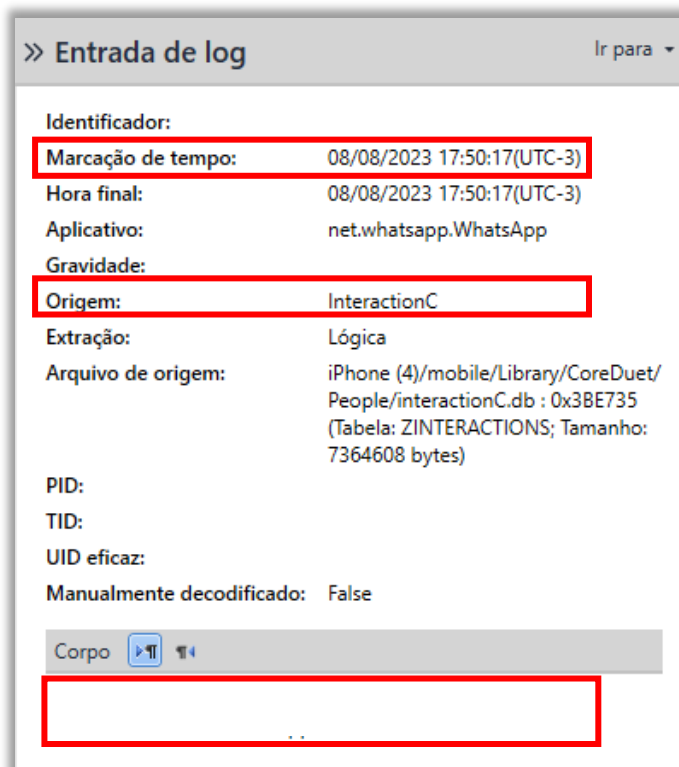 » Entrada de log Ir para
Identificador:
Marcação de tempo: 08/08/2023 17:50:17(UTC-3)
Hora final: 08/08/2023 17:50:17(UTC-3)
Aplicativo: net.whatsapp.WhatsApp
Gravidade:
Origem: InteractionC
Extração: Lógica
Arquivo de origem: iPhone (4)/mobile/Library/CoreDuet/
People/interactionC.db : 0x3BE735
(Tabela: ZINTERACTIONS; Tamanho:
7364608 bytes)
PID:
TID:
UID eficaz:
Manualmente decodificado: False
Corpo